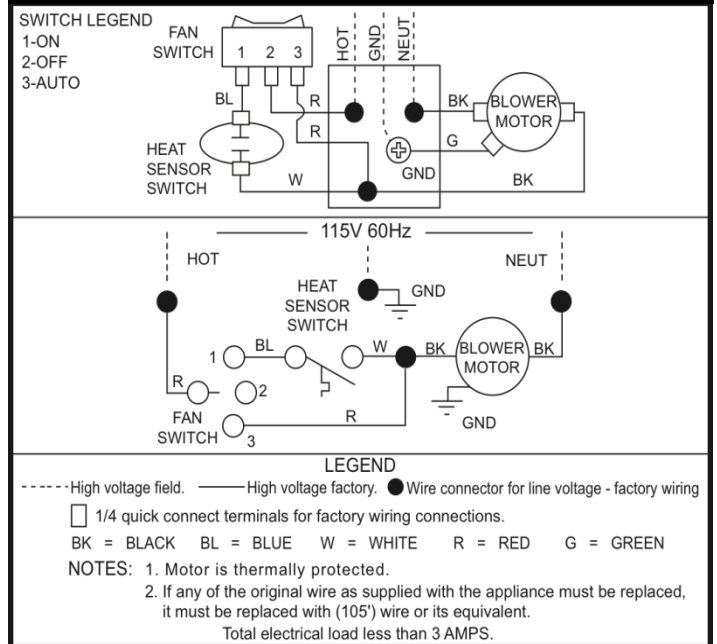 SWITCH LEGEND
1-ON
2-OFF
3-AUTO
FAN
SWITCH
1 2 3
HOT
GND
NEUT
BL
R
R
BK
BLOWER
MOTOR
G
GND
HEAT
SENSOR
SWITCH
W
BK
115V 60Hz
HOT
NEUT
HEAT
SENSOR
SWITCH
GND
1
BL
W
BK
BLOWER
MOTOR
BK
R
2
FAN
SWITCH
3
R
GND
LEGEND
High voltage field. High voltage factory. Wire connector for line voltage - factory wiring
1/4 quick connect terminals for factory wiring connections.
BK = BLACK BL = BLUE W = WHITE R = RED G = GREEN
NOTES: 1. Motor is thermally protected.
2. If any of the original wire as supplied with the appliance must be replaced,
it must be replaced with (105') wire or its equivalent.
Total electrical load less than 3 AMPS.